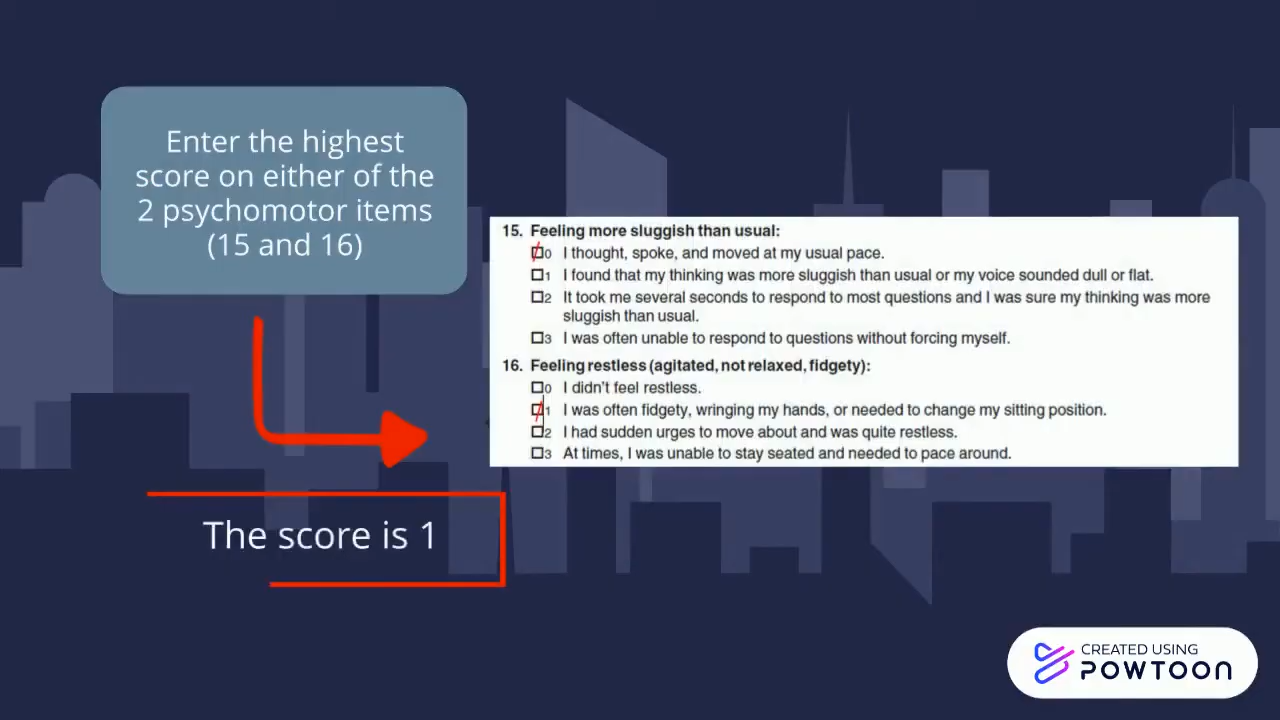 Enter the highest
score on either of the
2 psychomotor items
(15 and 16)
15. Feeling more sluggish than usual:
0 I thought, spoke, and moved at my usual pace.
1 I found that my thinking was more sluggish than usual or my voice sounded dull or flat.
2 It took me several seconds to respond to most questions and I was sure my thinking was more
sluggish than usual.
3 I was often unable to respond to questions without forcing myself.
16. Feeling restless (agitated, not relaxed, fidgety):
0 I didn't feel restless.
1 I was often fidgety, wringing my hands, or needed to change my sitting position.
2 I had sudden urges to move about and was quite restless.
3 At times, I was unable to stay seated and needed to pace around.
The score is 1
CREATED USING
POWTOON